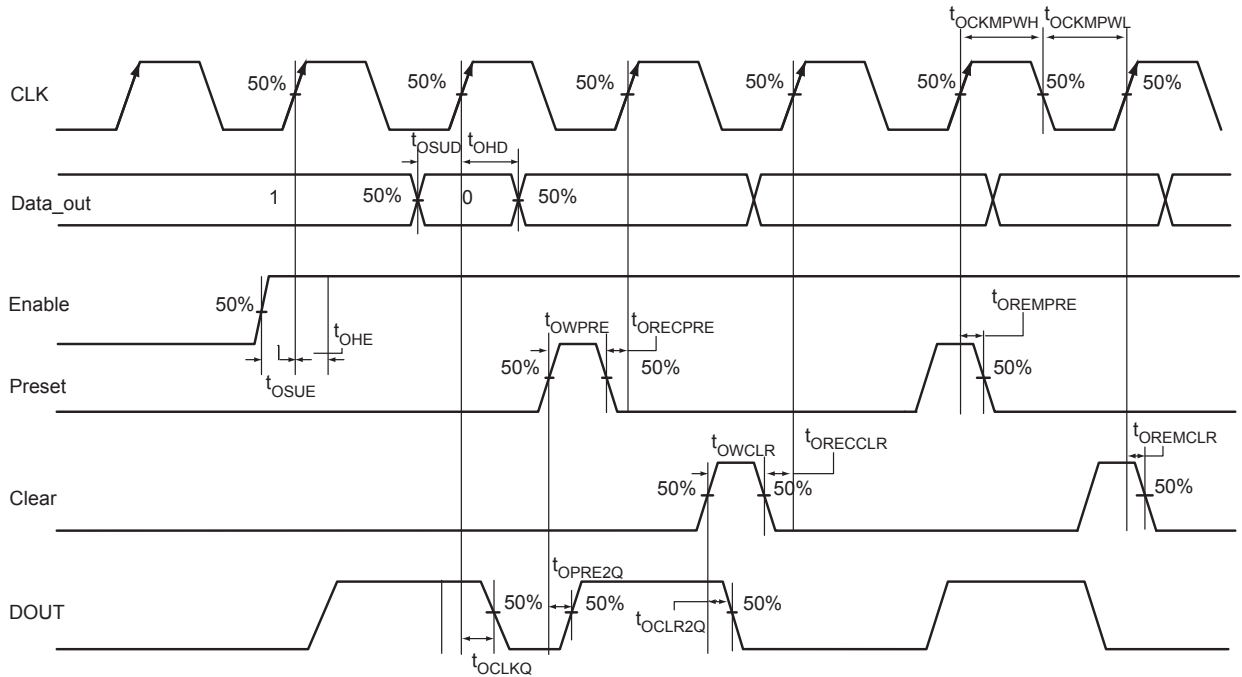 tOCKMPWH tOCKMPWL
CLK 50% 50% 50% 50% 50% 50% 50%
tOSUD tOHD
Data_out 1 50% 0 50%
Enable 50%
tOHE
tOSUE
tOWPRE tORECPRE tOREMPRE
Preset 50% 50% 50%
tOWCLR tORECCLR tOREMCLR
Clear 50% 50% 50%
tOPRE2Q
DOUT 50% 50% 50%
tOCLR2Q
tOCLKQ